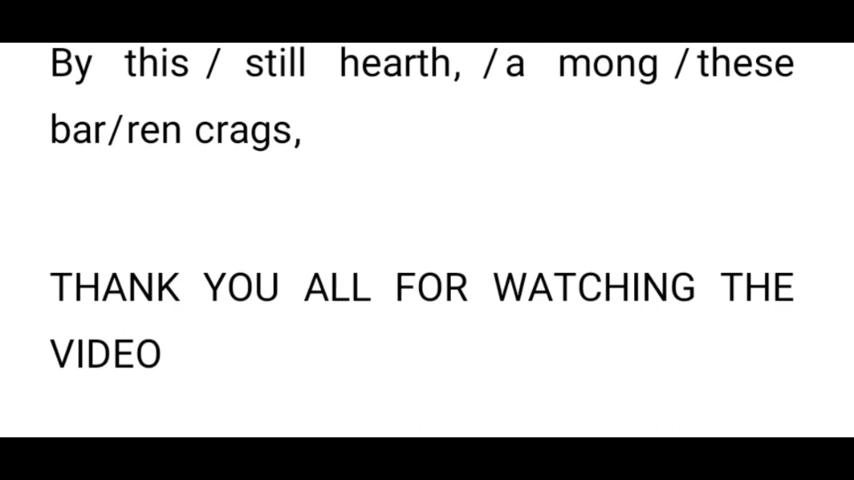 By this / still hearth, /a mong /these
bar/ren crags,
THANK YOU ALL FOR WATCHING THE
VIDEO